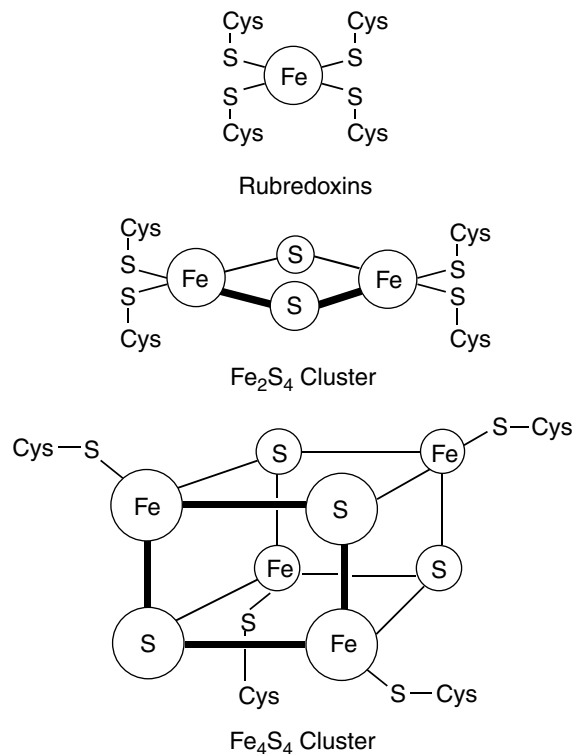 Cys Cys
S Fe S
S S
Cys Cys
Rubredoxins
Cys Cys
S S
S Fe Fe S
S S
Cys Cys
Fe₂S₄ Cluster
Cys—S S Fe S—Cys
Fe S
Fe S
S S Fe
Cys S—Cys
Fe₄S₄ Cluster